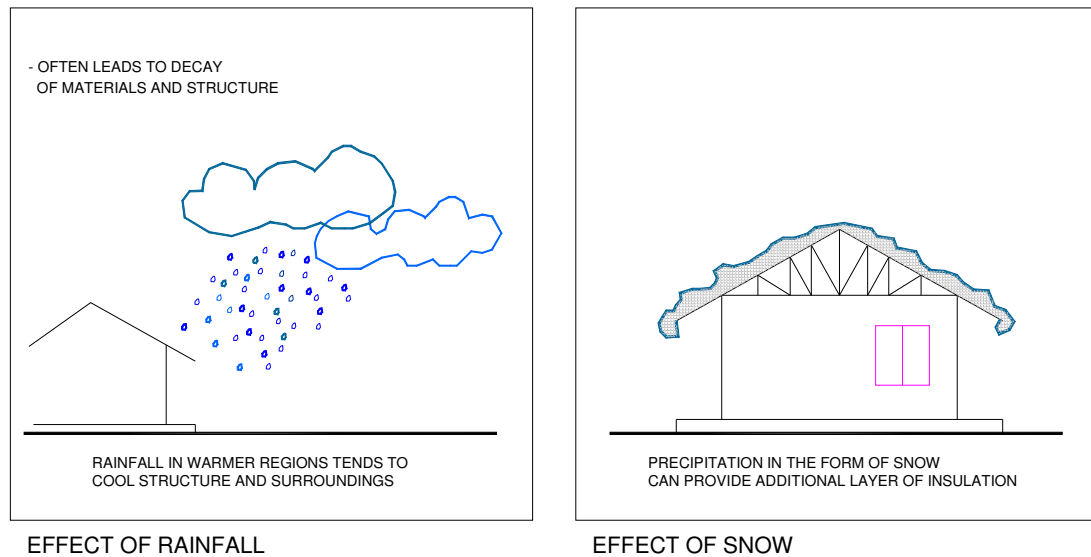 - OFTEN LEADS TO DECAY
OF MATERIALS AND STRUCTURE
RAINFALL IN WARMER REGIONS TENDS TO
COOL STRUCTURE AND SURROUNDINGS
EFFECT OF RAINFALL
PRECIPITATION IN THE FORM OF SNOW
CAN PROVIDE ADDITIONAL LAYER OF INSULATION
EFFECT OF SNOW